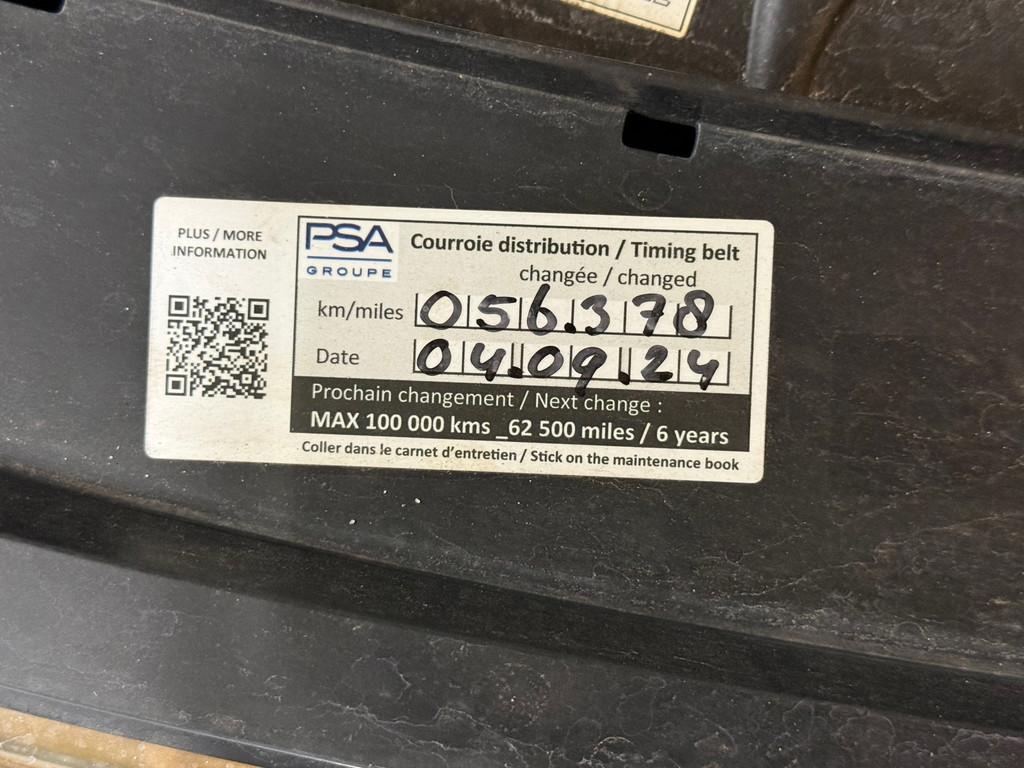 PLUS / MORE
INFORMATION
PSA
GROUPE
Courroie distribution / Timing belt
changée / changed
km/miles 056.378
Date 04.09.24
Prochain changement / Next change :
MAX 100 000 kms _62 500 miles / 6 years
Coller dans le carnet d'entretien / Stick on the maintenance book